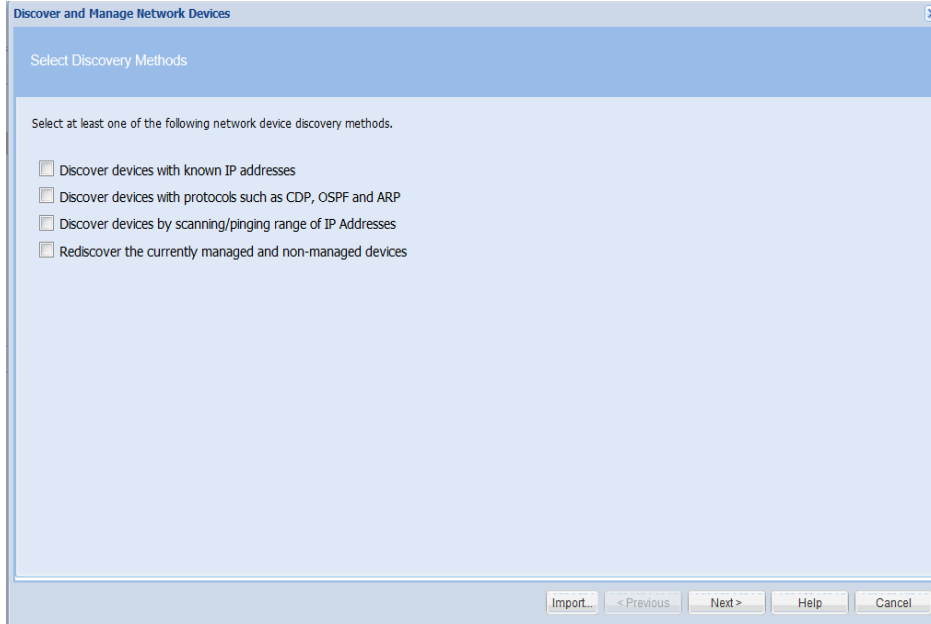 Discover and Manage Network Devices
Select Discovery Methods
Select at least one of the following network device discovery methods.
Discover devices with known IP addresses
Discover devices with protocols such as CDP, OSPF and ARP
Discover devices by scanning/pinging range of IP Addresses
Rediscover the currently managed and non-managed devices
Import... < Previous Next > Help Cancel